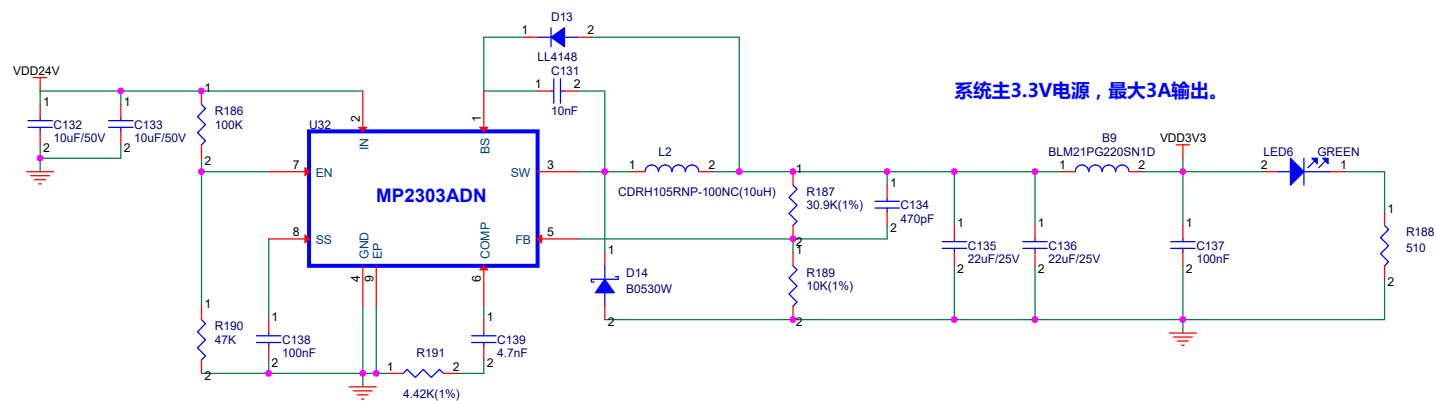 D13
1
2
LL4148
C131
1
2
10nF
VDD24V
系统主3.3V电源，最大3A输出。
1
C132
10uF/50V
2
1
C133
10uF/50V
2
1
R186
100K
2
U32
2
IN
1
BS
7
EN
MP2303ADN
SW
3
8
SS
GND
EP
COMP
FB
5
4
9
6
L2
1
2
CDRH105RNP-100NC(10uH)
1
R187
30.9K(1%)
2
1
C134
470pF
2
1
R189
10K(1%)
2
1
D14
B0530W
2
1
C135
22uF/25V
2
1
C136
22uF/25V
2
B9
BLM21PG220SN1D
1
2
VDD3V3
1
C137
100nF
2
LED6
GREEN
2
1
1
R188
510
2
1
R190
47K
2
1
C138
100nF
2
R191
1
2
4.42K(1%)
1
C139
4.7nF
2